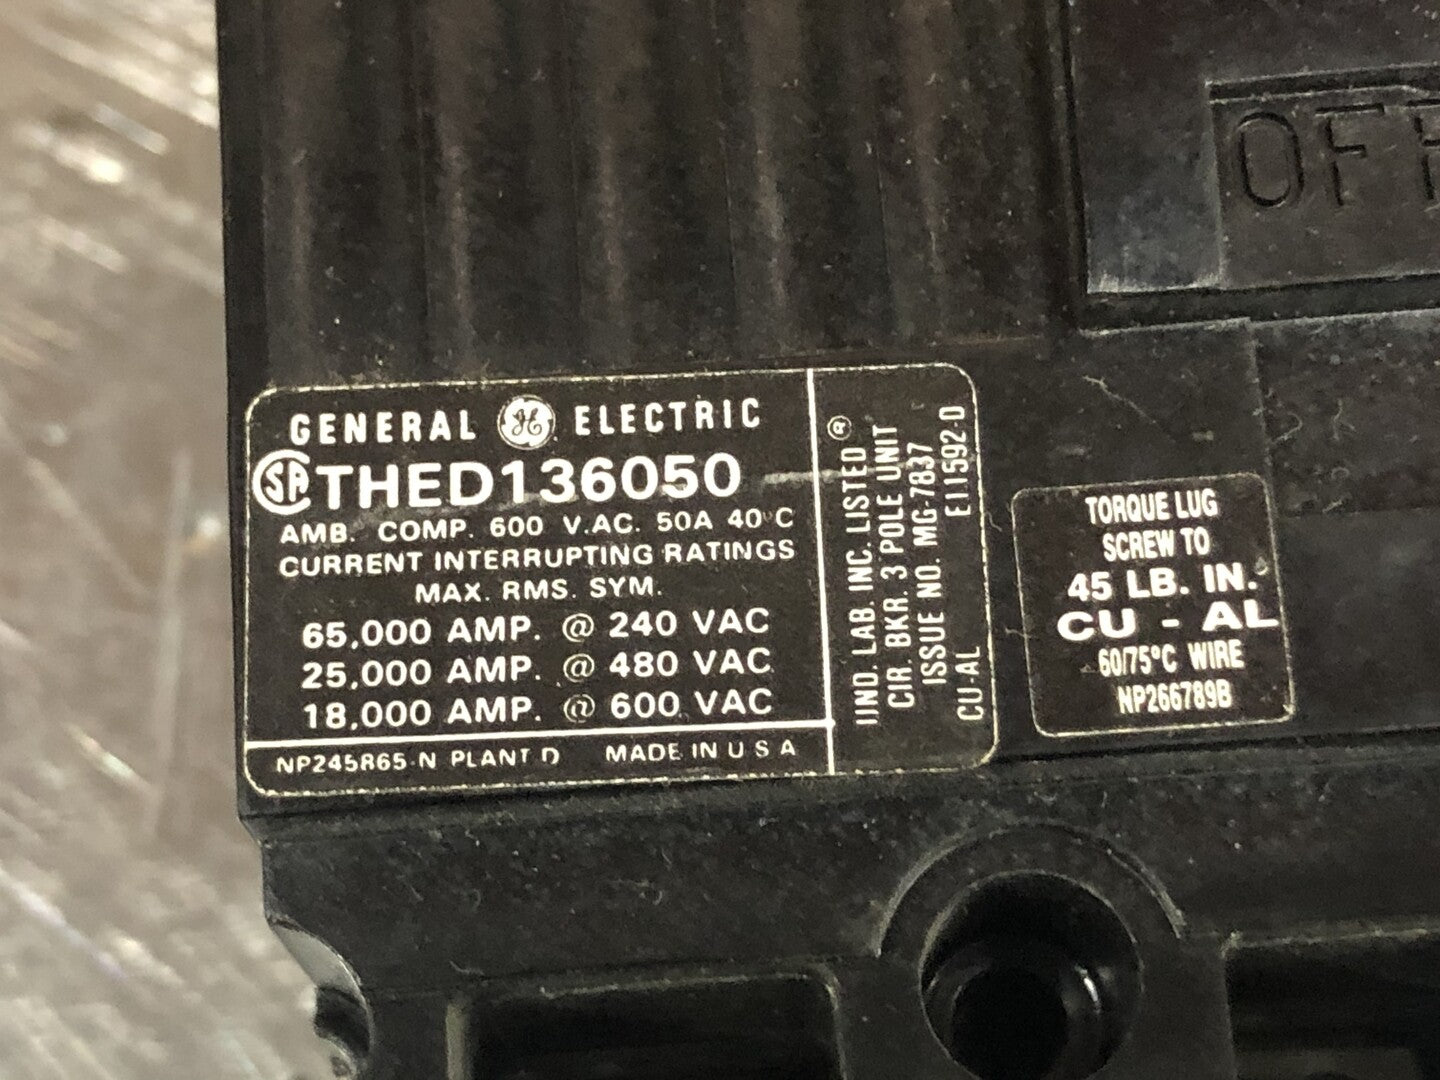 OFF
GENERAL GE ELECTRIC
SA THED136050
AMB. COMP. 600 V.AC. 50A 40°C
CURRENT INTERRUPTING RATINGS
MAX. RMS. SYM.
65,000 AMP. @ 240 VAC
25,000 AMP. @ 480 VAC
18,000 AMP. @ 600 VAC
NP245R65-N PLANT D MADE IN U S A
UND. LAB. INC. LISTED ®
CIR. BKR. 3 POLE UNIT
ISSUE NO. MG-7837
CU-AL E11592-D
TORQUE LUG
SCREW TO
45 LB. IN.
CU - AL
60/75°C WIRE
NP266789B